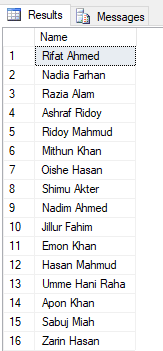 Results Messages
Name
1 Rifat Ahmed
2 Nadia Farhan
3 Razia Alam
4 Ashraf Ridoy
5 Ridoy Mahmud
6 Mithun Khan
7 Oishe Hasan
8 Shimu Akter
9 Nadim Ahmed
10 Jillur Fahim
11 Emon Khan
12 Hasan Mahmud
13 Umme Hani Raha
14 Apon Khan
15 Sabuj Miah
16 Zarin Hasan